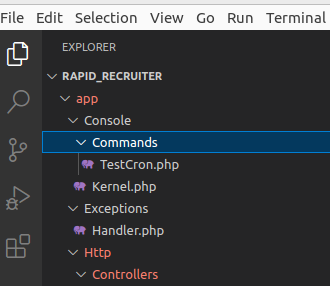 File Edit Selection View Go Run Terminal
EXPLORER
RAPID_RECRUITER
app
Console
Commands
TestCron.php
Kernel.php
Exceptions
Handler.php
Http
Controllers